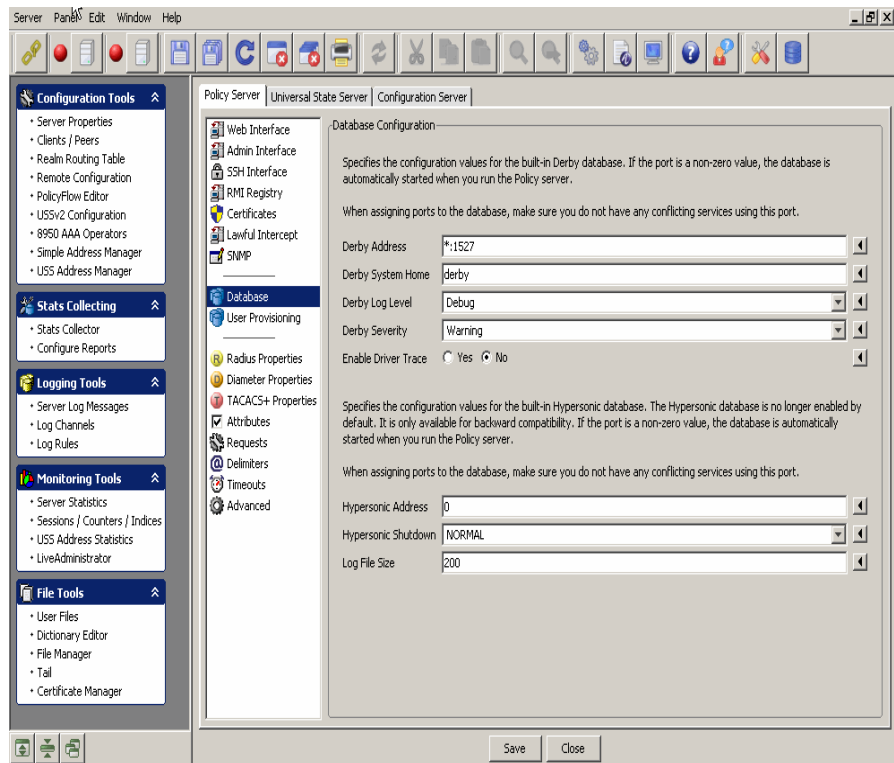 Server Panel Edit Window Help
Configuration Tools
Server Properties
Clients / Peers
Realm Routing Table
Remote Configuration
PolicyFlow Editor
USSv2 Configuration
8950 AAA Operators
Simple Address Manager
USS Address Manager
Stats Collecting
Stats Collector
Configure Reports
Logging Tools
Server Log Messages
Log Channels
Log Rules
Monitoring Tools
Server Statistics
Sessions / Counters / Indices
USS Address Statistics
LiveAdministrator
File Tools
User Files
Dictionary Editor
File Manager
Tail
Certificate Manager
Policy Server Universal State Server Configuration Server
Web Interface
Admin Interface
SSH Interface
RMI Registry
Certificates
Lawful Intercept
SNMP
Database
User Provisioning
Radius Properties
Diameter Properties
TACACS+ Properties
Attributes
Requests
Delimiters
Timeouts
Advanced
Database Configuration
Specifies the configuration values for the built-in Derby database. If the port is a non-zero value, the database is
automatically started when you run the Policy server.
When assigning ports to the database, make sure you do not have any conflicting services using this port.
Derby Address *:1527
Derby System Home derby
Derby Log Level Debug
Derby Severity Warning
Enable Driver Trace Yes No
Specifies the configuration values for the built-in Hypersonic database. The Hypersonic database is no longer enabled by
default. It is only available for backward compatibility. If the port is a non-zero value, the database is automatically
started when you run the Policy server.
When assigning ports to the database, make sure you do not have any conflicting services using this port.
Hypersonic Address 0
Hypersonic Shutdown NORMAL
Log File Size 200
Save Close